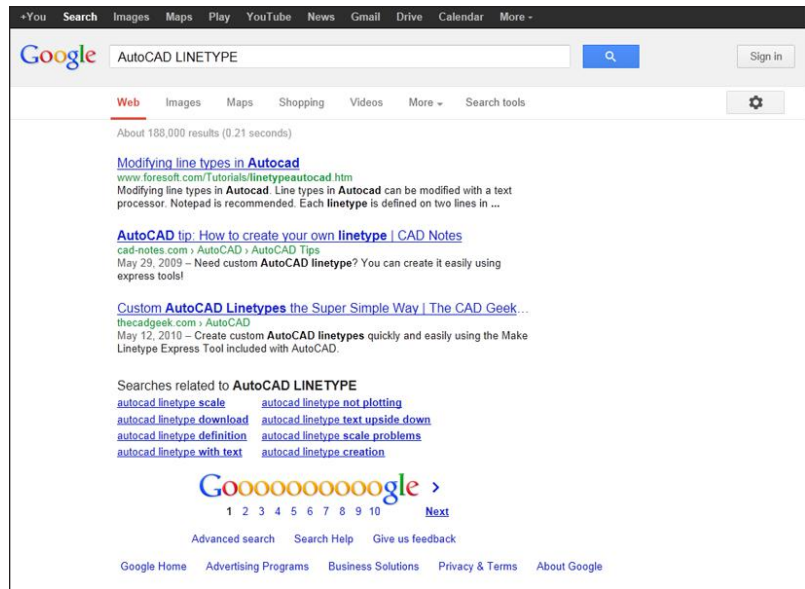 +You Search Images Maps Play YouTube News Gmail Drive Calendar More
Google AutoCAD LINETYPE Sign in
Web Images Maps Shopping Videos More Search tools
About 188,000 results (0.21 seconds)
Modifying line types in Autocad
www.foresoft.com/Tutorials/linetypeautocad.htm
Modifying line types in Autocad. Line types in Autocad can be modified with a text
processor. Notepad is recommended. Each linetype is defined on two lines in ...
AutoCAD tip: How to create your own linetype | CAD Notes
cad-notes.com › AutoCAD › AutoCAD Tips
May 29, 2009 – Need custom AutoCAD linetype? You can create it easily using
express tools!
Custom AutoCAD Linetypes the Super Simple Way | The CAD Geek...
thecadgeek.com › AutoCAD
May 12, 2010 – Create custom AutoCAD linetypes quickly and easily using the Make
Linetype Express Tool included with AutoCAD.
Searches related to AutoCAD LINETYPE
autocad linetype scale autocad linetype not plotting
autocad linetype download autocad linetype text upside down
autocad linetype definition autocad linetype scale problems
autocad linetype with text autocad linetype creation
Goooooooooogle >
1 2 3 4 5 6 7 8 9 10 Next
Advanced search Search Help Give us feedback
Google Home Advertising Programs Business Solutions Privacy & Terms About Google